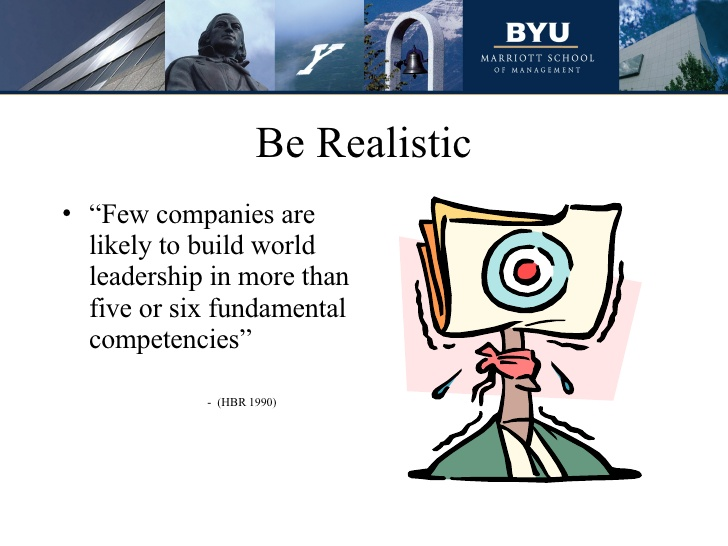 Y
BYU
MARRIOTT SCHOOL
OF MANAGEMENT
Be Realistic
• “Few companies are
likely to build world
leadership in more than
five or six fundamental
competencies”
- (HBR 1990)